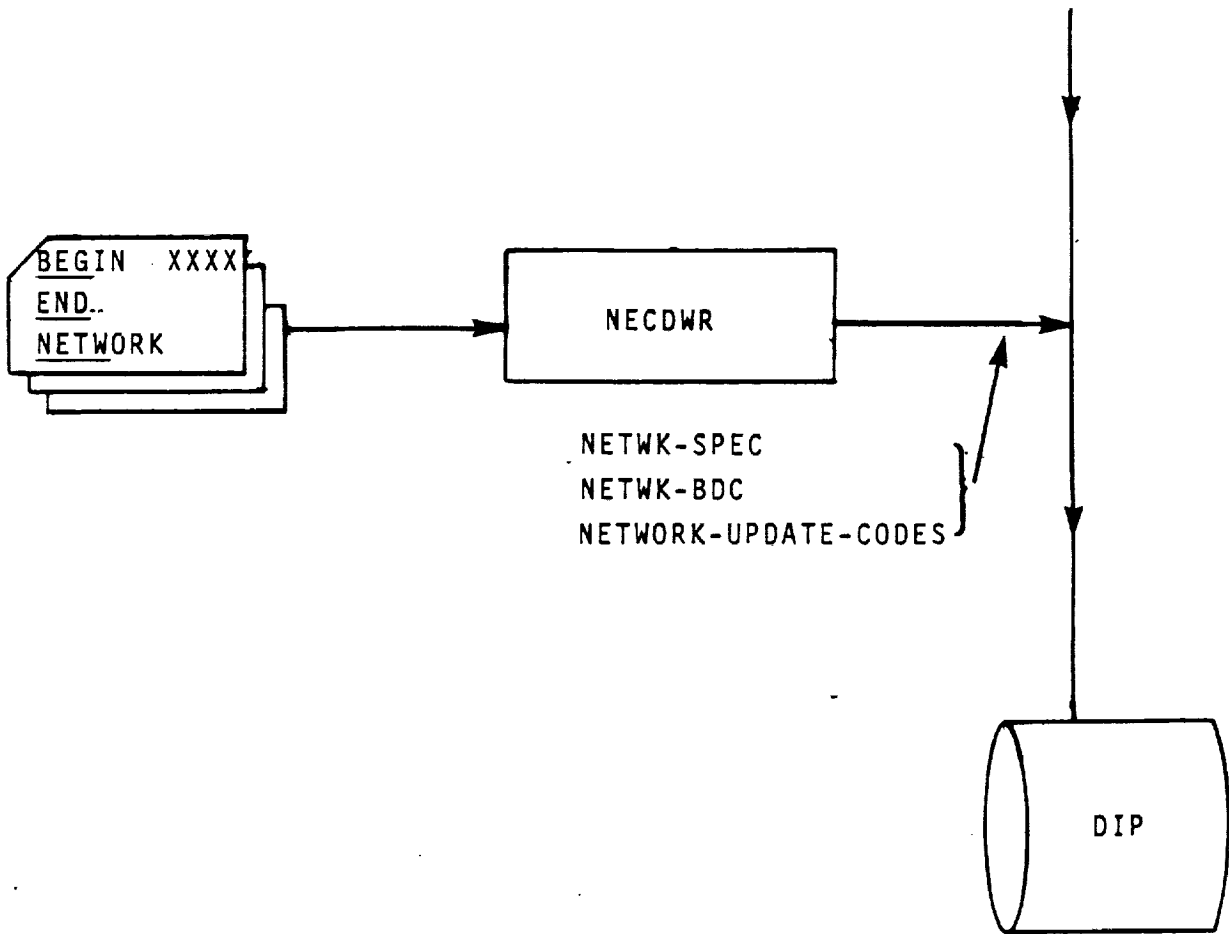 BEGIN XXXX
END..
NETWORK
NECDWR
NETWK-SPEC
NETWK-BDC
NETWORK-UPDATE-CODES
DIP